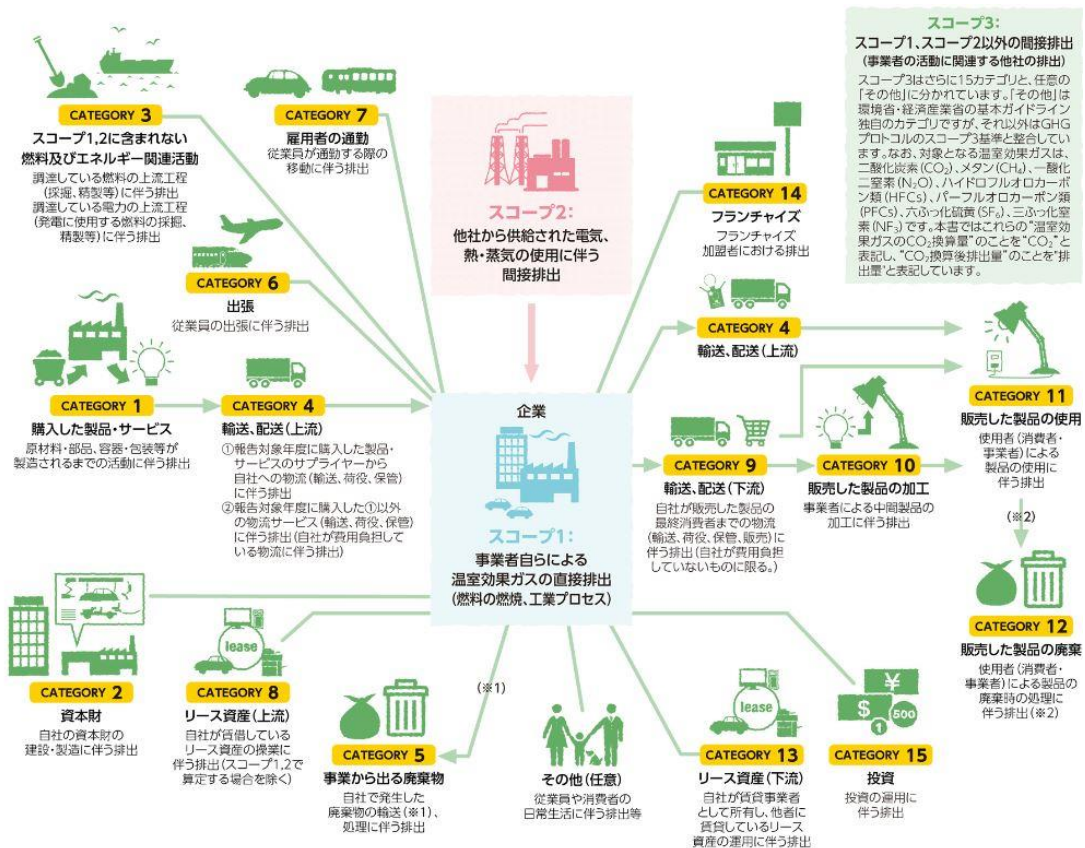 スコープ3:
スコープ1、スコープ2以外の間接排出
(事業者の活動に関連する他社の排出)
スコープ3はさらに15カテゴリと、任意の
「その他」に分かれています。「その他」は
環境省・経済産業省の基本ガイドライン
独自のカテゴリですが、それ以外はGHG
プロトコルのスコープ3基準と整合してい
ます。なお、対象となる温室効果ガスは、
二酸化炭素(CO₂)、メタン(CH₄)、一酸化
二窒素(N₂O)、ハイドロフルオロカーボ
ン類(HFCs)、パーフルオロカーボン類
(PFCs)、六ふっ化硫黄(SF₆)、三ふっ化窒
素(NF₃)です。本書ではこれらの"温室効
果ガスのCO₂換算量"のことを"CO₂"と
表記し、"CO₂換算後排出量"のことを"排
出量"と表記しています。
CATEGORY 3
スコープ1,2に含まれない
燃料及びエネルギー関連活動
調達している燃料の上流工程
(採掘、精製等)に伴う排出
調達している電力の上流工程
(発電に使用する燃料の採掘、
精製等)に伴う排出
CATEGORY 7
雇用者の通勤
従業員が通勤する際の
移動に伴う排出
スコープ2:
他社から供給された電気、
熱・蒸気の使用に伴う
間接排出
CATEGORY 14
フランチャイズ
フランチャイズ
加盟者における排出
CATEGORY 6
出張
従業員の出張に伴う排出
CATEGORY 4
輸送、配送(上流)
CATEGORY 1
購入した製品・サービス
原材料・部品、容器・包装等が
製造されるまでの活動に伴う排出
CATEGORY 4
輸送、配送(上流)
①報告対象年度に購入した製品・
サービスのサプライヤーから
自社への物流(輸送、荷役、保管)
に伴う排出
②報告対象年度に購入した①以外
の物流サービス(輸送、荷役、保管)
に伴う排出(自社が費用負担して
いる物流に伴う排出)
企業
スコープ1:
事業者自らによる
温室効果ガスの直接排出
(燃料の燃焼、工業プロセス)
CATEGORY 9
輸送、配送(下流)
自社が販売した製品の
最終消費者までの物流
(輸送、荷役、保管、販売)に
伴う排出(自社が費用負担
していないものに限る。)
CATEGORY 10
販売した製品の加工
事業者による中間製品の
加工に伴う排出
CATEGORY 11
販売した製品の使用
使用者(消費者・
事業者)による
製品の使用に
伴う排出
(※2)
CATEGORY 12
販売した製品の廃棄
使用者(消費者・
事業者)による製品の
廃棄時の処理に
伴う排出(※2)
CATEGORY 2
資本財
自社の資本財の
建設・製造に伴う排出
lease
CATEGORY 8
リース資産(上流)
自社が賃借している
リース資産の操業に
伴う排出(スコープ1,2で
算定する場合を除く)
(※1)
CATEGORY 5
事業から出る廃棄物
自社で発生した
廃棄物の輸送(※1)、
処理に伴う排出
その他(任意)
従業員や消費者の
日常生活に伴う排出等
lease
CATEGORY 13
リース資産(下流)
自社が賃貸事業者
として所有し、他者に
賃貸しているリース
資産の運用に伴う排出
¥
$
1
500
CATEGORY 15
投資
投資の運用に
伴う排出